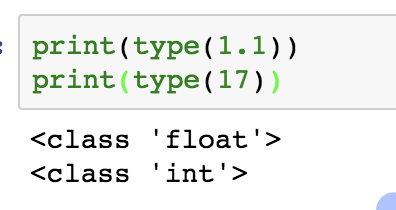 print(type(1.1))
print(type(17))
<class 'float'>
<class 'int'>